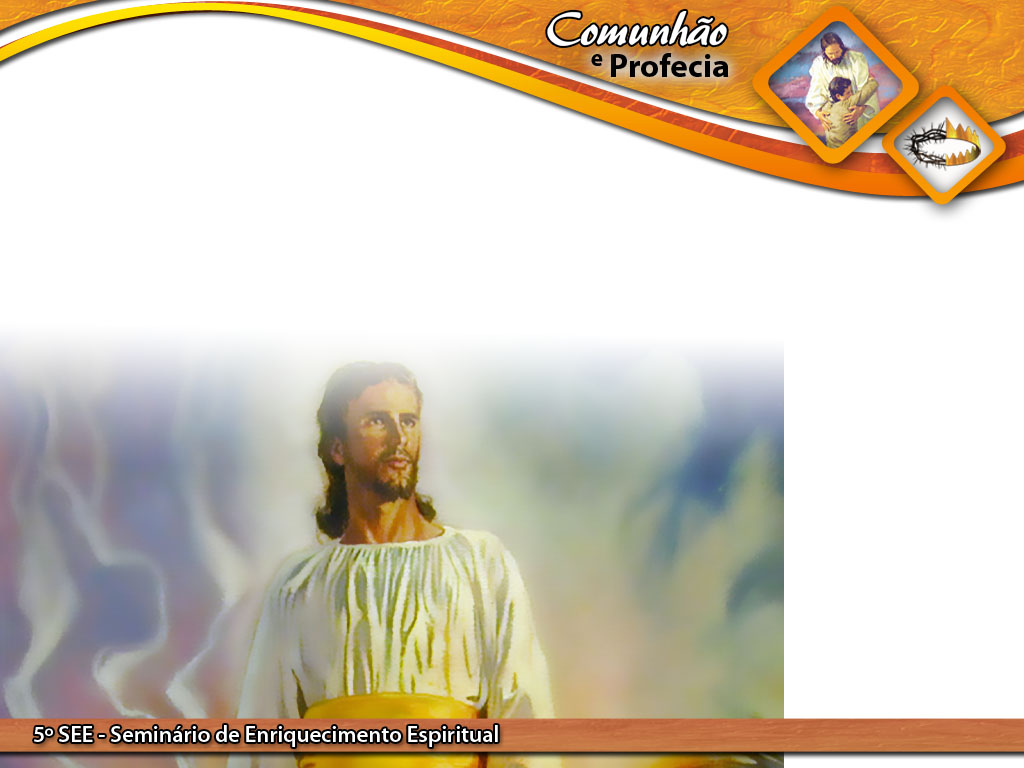 Comunhão
e Profecia
5º SEE - Seminário de Enriquecimento Espiritual